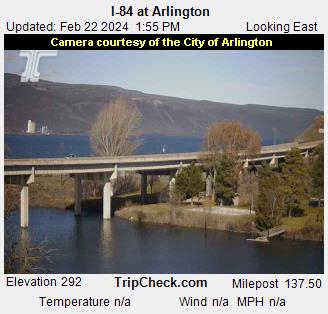 I-84 at Arlington
Updated: Feb 22 2024 1:55 PM Looking East
Camera courtesy of the City of Arlington
Elevation 292 TripCheck.com Milepost 137.50
Temperature n/a Wind n/a MPH n/a